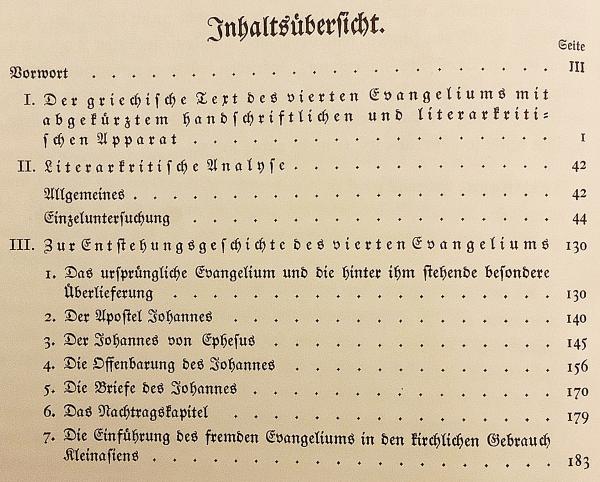 Inhaltsübersicht.
Seite
Vorwort . . . . . . . . . . . . . . . . . . . . III
I. Der griechische Text des vierten Evangeliums mit
abgekürztem handschriftlichen und literarkriti-
schen Apparat . . . . . . . . . . . . . . . . 1
II. Literarkritische Analyse . . . . . . . . . . . . 42
Allgemeines . . . . . . . . . . . . . . . . . . 42
Einzeluntersuchung . . . . . . . . . . . . . . . 44
III. Zur Entstehungsgeschichte des vierten Evangeliums 130
1. Das ursprüngliche Evangelium und die hinter ihm stehende besondere
Überlieferung . . . . . . . . . . . . . . . . 130
2. Der Apostel Johannes . . . . . . . . . . . . . 140
3. Der Johannes von Ephesus . . . . . . . . . . . 145
4. Die Offenbarung des Johannes . . . . . . . . . . 156
5. Die Briefe des Johannes . . . . . . . . . . . . 170
6. Das Nachtragskapitel . . . . . . . . . . . . . 179
7. Die Einführung des fremden Evangeliums in den kirchlichen Gebrauch
Kleinasiens . . . . . . . . . . . . . . . . . 183